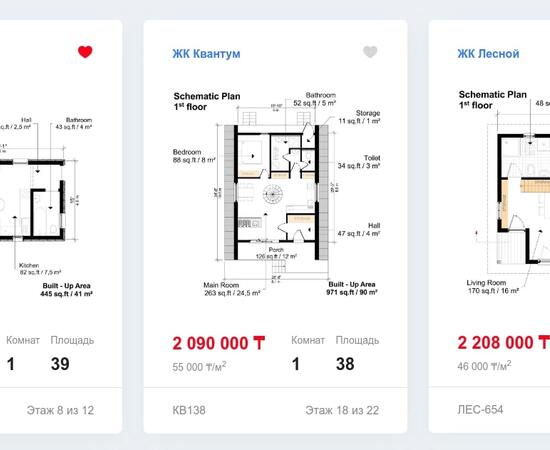 Hall
sq.ft / 2,5 m²
Bathroom
43 sq.ft / 4 m²
Kitchen
82 sq.ft / 7,5 m²
Built - Up Area
445 sq.ft / 41 m²
Комнат Площадь
1 39
Этаж 8 из 12
ЖК Квантум
Schematic Plan
1st floor
Bathroom
52 sq.ft / 5 m²
Storage
11 sq.ft / 1 m²
Bedroom
88 sq.ft / 8 m²
Toilet
34 sq.ft / 3 m²
Hall
47 sq.ft / 4 m²
Porch
126 sq.ft / 12 m²
Main Room
263 sq.ft / 24,5 m²
Built - Up Area
971 sq.ft / 90 m²
2 090 000 ₸
55 000 ₸/м²
Комнат Площадь
1 38
КВ138
Этаж 18 из 22
ЖК Лесной
Schematic Plan
1st floor
48 s
Living Room
170 sq.ft / 16 m²
2 208 000 ₸
46 000 ₸/м²
ЛЕС-654